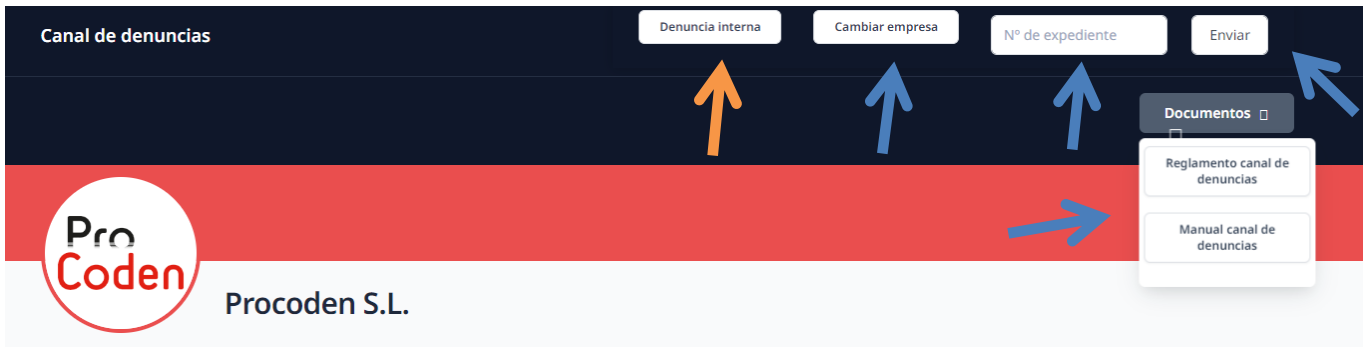 Canal de denuncias
Denuncia interna
Cambiar empresa
Nº de expediente
Enviar
Documentos
Reglamento canal de
denuncias
Manual canal de
denuncias
Pro
Coden
Procoden S.L.